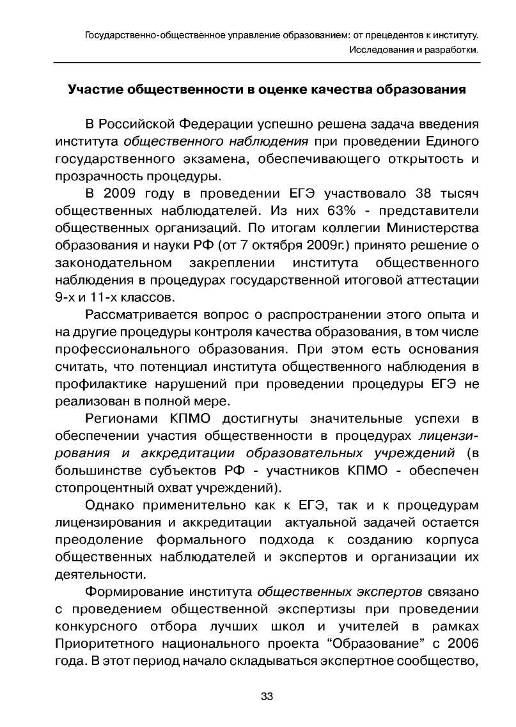 Государственно-общественное управление образованием: от прецедентов к институту.
Исследования и разработки.
Участие общественности в оценке качества образования
В Российской Федерации успешно решена задача введения
института общественного наблюдения при проведении Единого
государственного экзамена, обеспечивающего открытость и
прозрачность процедуры.
В 2009 году в проведении ЕГЭ участвовало 38 тысяч
общественных наблюдателей. Из них 63% - представители
общественных организаций. По итогам коллегии Министерства
образования и науки РФ (от 7 октября 2009г.) принято решение о
законодательном закреплении института общественного
наблюдения в процедурах государственной итоговой аттестации
9-х и 11-х классов.
Рассматривается вопрос о распространении этого опыта и
на другие процедуры контроля качества образования, в том числе
профессионального образования. При этом есть основания
считать, что потенциал института общественного наблюдения в
профилактике нарушений при проведении процедуры ЕГЭ не
реализован в полной мере.
Регионами КПМО достигнуты значительные успехи в
обеспечении участия общественности в процедурах лицензи-
рования и аккредитации образовательных учреждений (в
большинстве субъектов РФ - участников КПМО - обеспечен
стопроцентный охват учреждений).
Однако применительно как к ЕГЭ, так и к процедурам
лицензирования и аккредитации актуальной задачей остается
преодоление формального подхода к созданию корпуса
общественных наблюдателей и экспертов и организации их
деятельности.
Формирование института общественных экспертов связано
с проведением общественной экспертизы при проведении
конкурсного отбора лучших школ и учителей в рамках
Приоритетного национального проекта “Образование” с 2006
года. В этот период начало складываться экспертное сообщество,
33